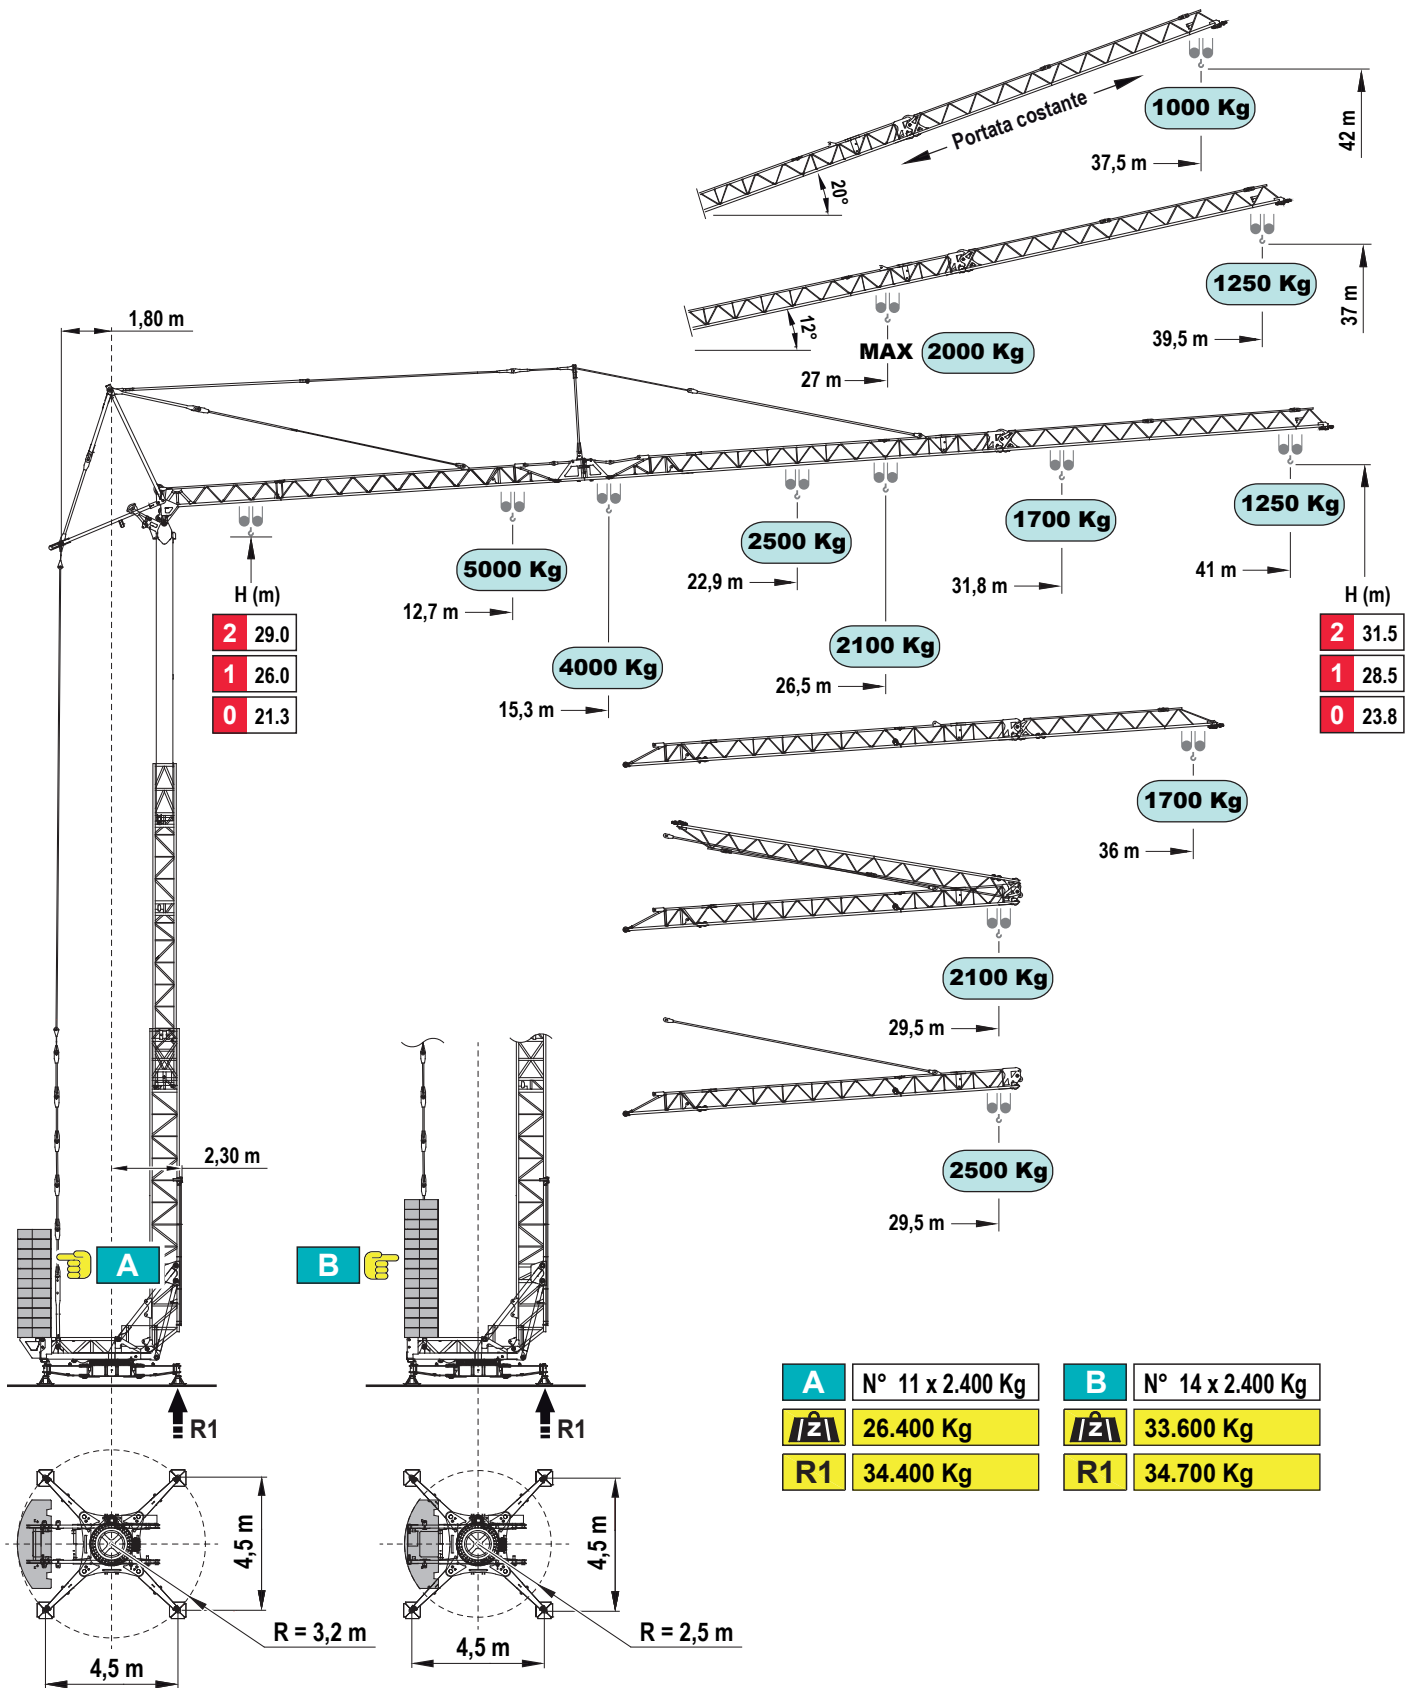 1000 Kg
Portata costante
42 m
37,5 m
20°
1250 Kg
37 m
39,5 m
12°
MAX 2000 Kg
27 m
1,80 m
5000 Kg
12,7 m
4000 Kg
15,3 m
2500 Kg
22,9 m
2100 Kg
26,5 m
1700 Kg
31,8 m
1250 Kg
41 m
H (m)
2 29.0
1 26.0
0 21.3
H (m)
2 31.5
1 28.5
0 23.8
1700 Kg
36 m
2100 Kg
29,5 m
2500 Kg
29,5 m
2,30 m
A
B
R1
R1
A N° 11 x 2.400 Kg
Z 26.400 Kg
R1 34.400 Kg
B N° 14 x 2.400 Kg
Z 33.600 Kg
R1 34.700 Kg
4,5 m
R = 3,2 m
4,5 m
4,5 m
R = 2,5 m
4,5 m